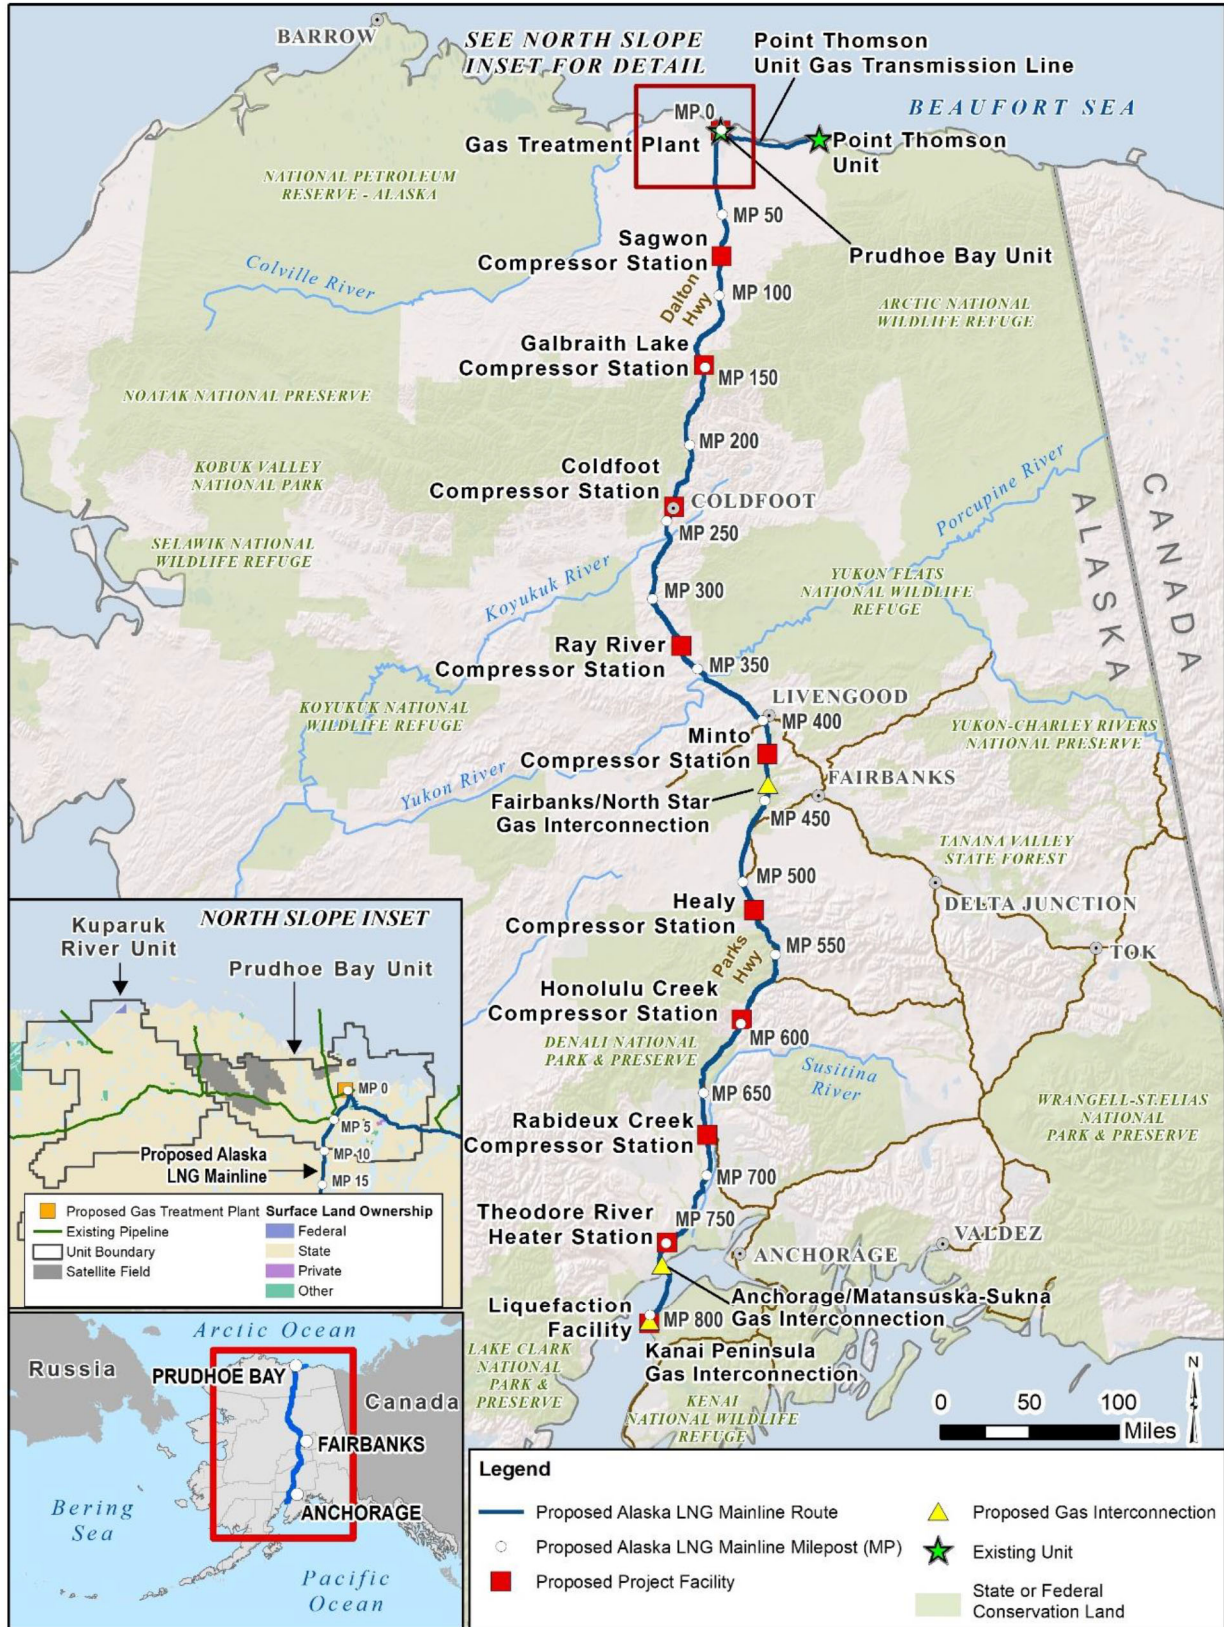 BARROW
SEE NORTH SLOPE
INSET FOR DETAIL
Point Thomson
Unit Gas Transmission Line
BEAUFORT SEA
MP 0
Gas Treatment Plant
Point Thomson
Unit
NATIONAL PETROLEUM
RESERVE - ALASKA
MP 50
Sagwon
Compressor Station
Prudhoe Bay Unit
Colville River
MP 100
Dalton
Hwy
ARCTIC NATIONAL
WILDLIFE REFUGE
Galbraith Lake
Compressor Station
MP 150
NOATAK NATIONAL PRESERVE
MP 200
KOBUK VALLEY
NATIONAL PARK
Coldfoot
Compressor Station
COLDFOOT
Porcupine River
ALASKA
CANADA
MP 250
SELAWIK NATIONAL
WILDLIFE REFUGE
Koyukuk River
YUKON FLATS
NATIONAL WILDLIFE
REFUGE
MP 300
Ray River
Compressor Station
MP 350
KOYUKUK NATIONAL
WILDLIFE REFUGE
LIVENGOOD
MP 400
YUKON-CHARLEY RIVERS
NATIONAL PRESERVE
Minto
Compressor Station
Yukon River
FAIRBANKS
Fairbanks/North Star
Gas Interconnection
MP 450
TANANA VALLEY
STATE FOREST
MP 500
Healy
Compressor Station
DELTA JUNCTION
Parks
Hwy
MP 550
TOK
Honolulu Creek
Compressor Station
MP 600
DENALI NATIONAL
PARK & PRESERVE
Susitina
River
MP 650
WRANGELL-ST.ELIAS
NATIONAL
PARK & PRESERVE
Rabideux Creek
Compressor Station
MP 700
Theodore River
Heater Station
MP 750
ANCHORAGE
VALDEZ
Anchorage/Matansuska-Sukna
Gas Interconnection
Liquefaction
Facility
MP 800
Kanai Peninsula
Gas Interconnection
LAKE CLARK
NATIONAL
PARK &
PRESERVE
KENAI
NATIONAL WILDLIFE
REFUGE
N
0 50 100
Miles
NORTH SLOPE INSET
Kuparuk
River Unit
Prudhoe Bay Unit
MP 0
MP 5
MP 10
MP 15
Proposed Alaska
LNG Mainline
Proposed Gas Treatment Plant
Existing Pipeline
Unit Boundary
Satellite Field
Surface Land Ownership
Federal
State
Private
Other
Arctic Ocean
Russia
PRUDHOE BAY
Canada
FAIRBANKS
Bering
Sea
ANCHORAGE
Pacific
Ocean
Legend
Proposed Alaska LNG Mainline Route
Proposed Alaska LNG Mainline Milepost (MP)
Proposed Project Facility
Proposed Gas Interconnection
Existing Unit
State or Federal
Conservation Land